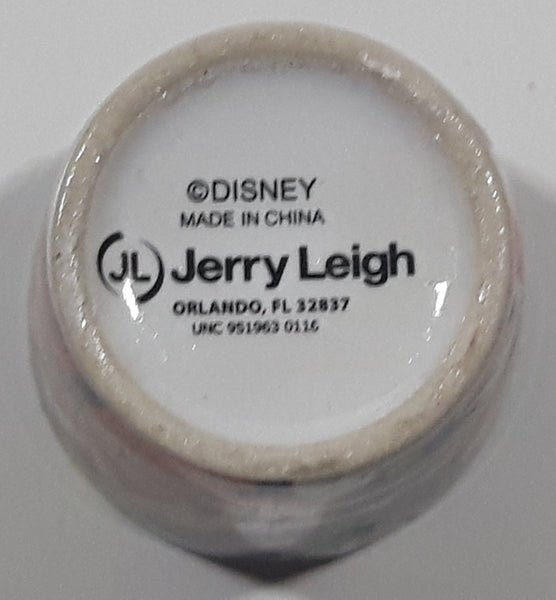 ©DISNEY
MADE IN CHINA
JL Jerry Leigh
ORLANDO, FL 32837
UNC 951963 0116